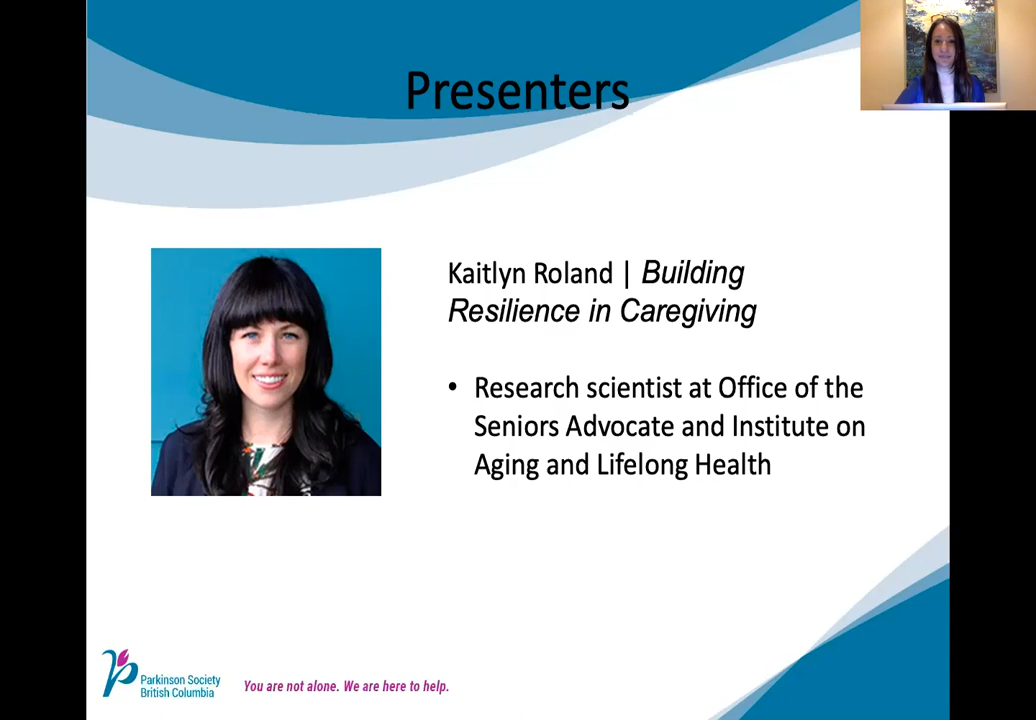 Presenters
Kaitlyn Roland | Building
Resilience in Caregiving
• Research scientist at Office of the
Seniors Advocate and Institute on
Aging and Lifelong Health
Parkinson Society
British Columbia
You are not alone. We are here to help.